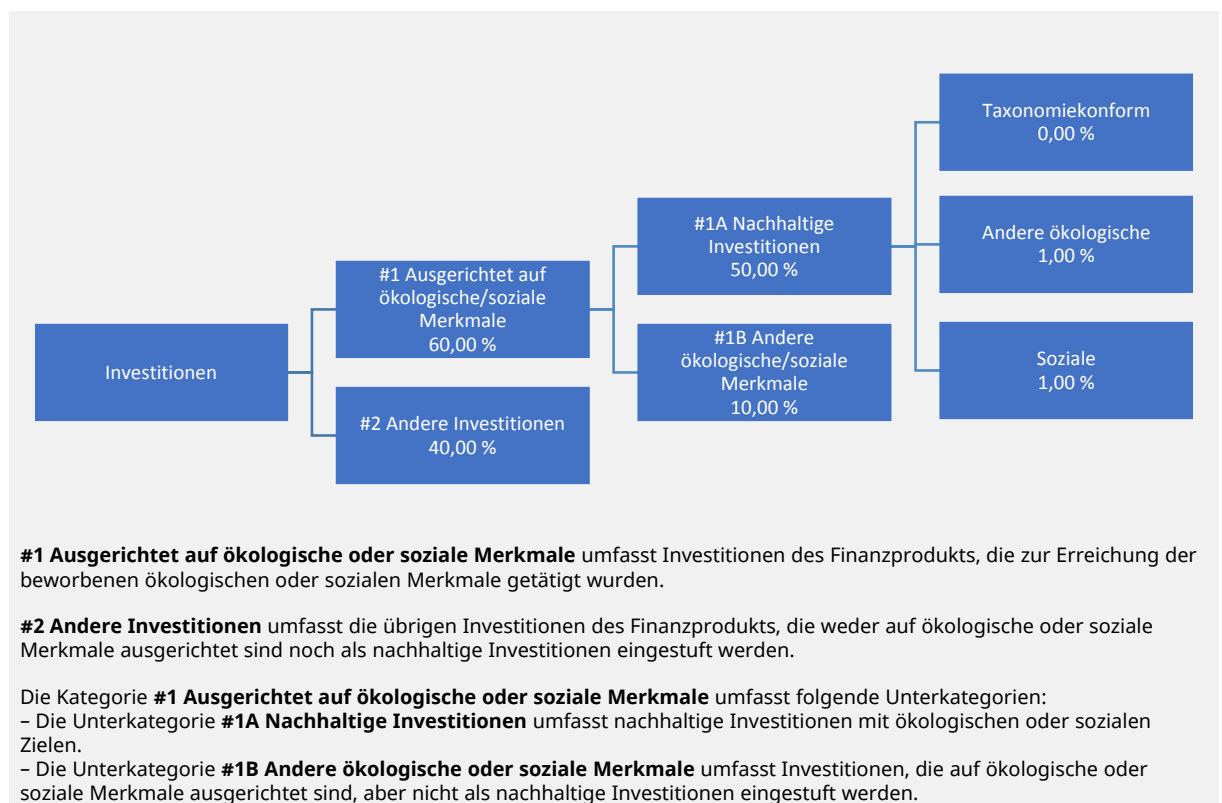 Taxonomiekonform
0,00 %
#1A Nachhaltige
Investitionen
50,00 %
Andere ökologische
1,00 %
#1 Ausgerichtet auf
ökologische/soziale
Merkmale
60,00 %
Investitionen
#1B Andere
ökologische/soziale
Merkmale
10,00 %
Soziale
1,00 %
#2 Andere Investitionen
40,00 %
#1 Ausgerichtet auf ökologische oder soziale Merkmale umfasst Investitionen des Finanzprodukts, die zur Erreichung der
beworbenen ökologischen oder sozialen Merkmale getätigt wurden.
#2 Andere Investitionen umfasst die übrigen Investitionen des Finanzprodukts, die weder auf ökologische oder soziale
Merkmale ausgerichtet sind noch als nachhaltige Investitionen eingestuft werden.
Die Kategorie #1 Ausgerichtet auf ökologische oder soziale Merkmale umfasst folgende Unterkategorien:
– Die Unterkategorie #1A Nachhaltige Investitionen umfasst nachhaltige Investitionen mit ökologischen oder sozialen
Zielen.
– Die Unterkategorie #1B Andere ökologische oder soziale Merkmale umfasst Investitionen, die auf ökologische oder
soziale Merkmale ausgerichtet sind, aber nicht als nachhaltige Investitionen eingestuft werden.